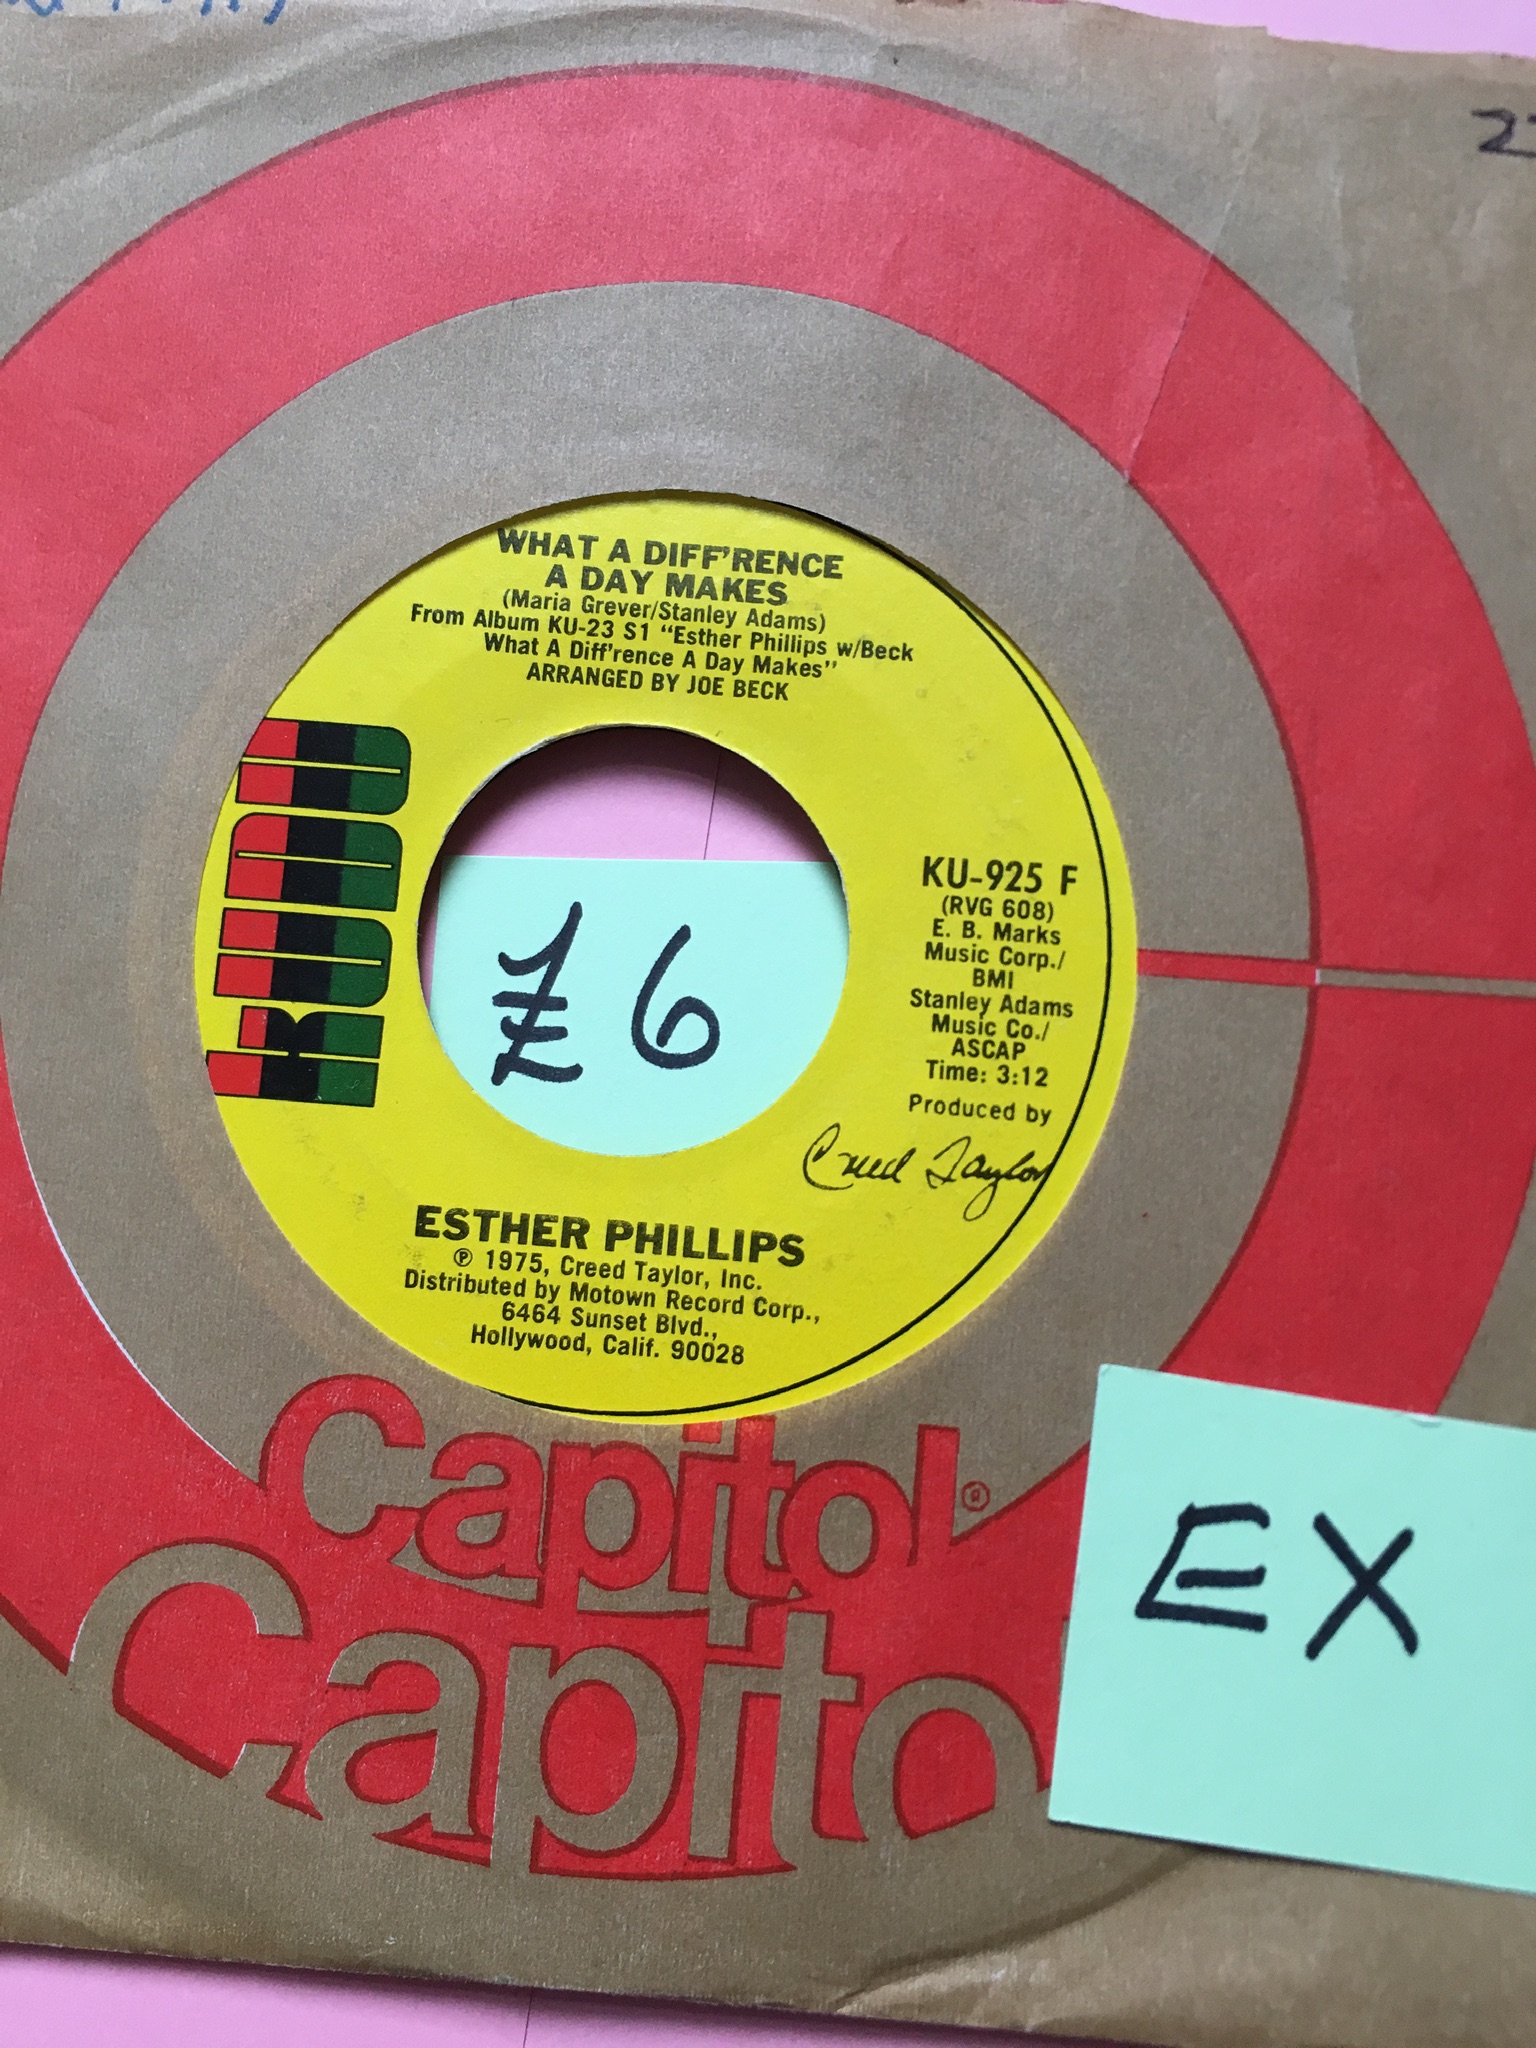 WHAT A DIFF'RENCE
A DAY MAKES
(Maria Grever/Stanley Adams)
From Album KU-23 S1 "Esther Phillips w/Beck
What A Diff'rence A Day Makes"
ARRANGED BY JOE BECK
KUDU
KU-925 F
(RVG 608)
E. B. Marks
Music Corp./
BMI
Stanley Adams
Music Co./
ASCAP
Time: 3:12
Produced by
Creed Taylor
£6
ESTHER PHILLIPS
℗ 1975, Creed Taylor, Inc.
Distributed by Motown Record Corp.,
6464 Sunset Blvd.,
Hollywood, Calif. 90028
Capitol®
Capito
EX